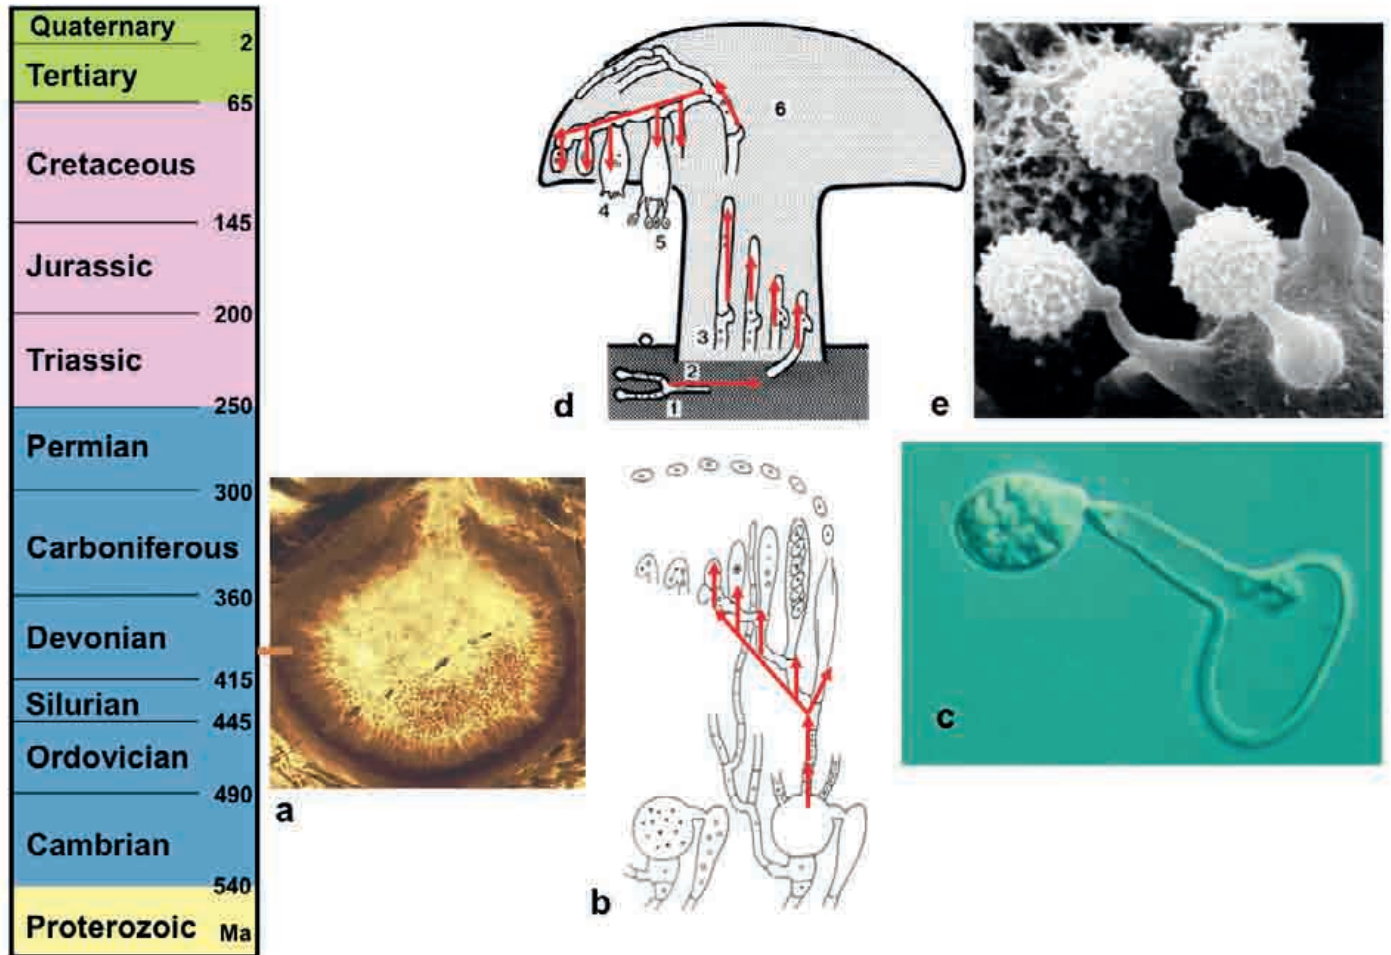 Quaternary
2
Tertiary
65
Cretaceous
145
Jurassic
200
Triassic
250
Permian
300
Carboniferous
360
Devonian
415
Silurian
445
Ordovician
490
Cambrian
540
Proterozoic Ma
a
6
4
5
3
2
1
d
e
b
c